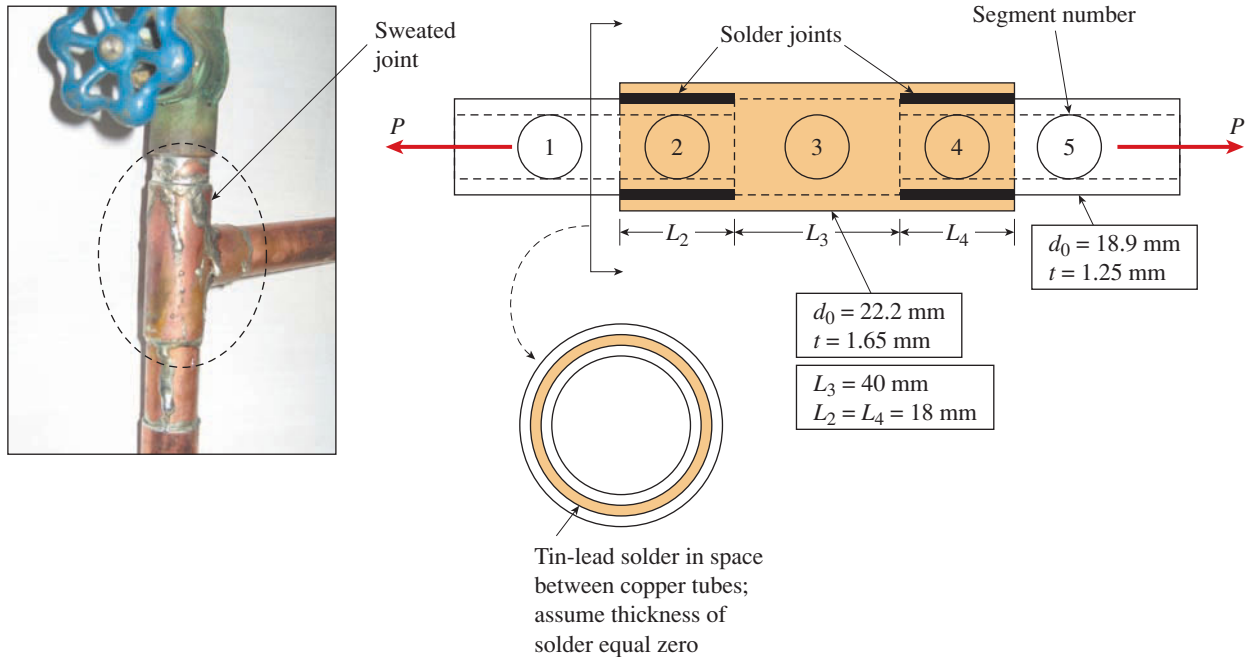 Sweated
joint
Solder joints
Segment number
P
1
2
3
4
5
P
L₂
L₃
L₄
d₀ = 18.9 mm
t = 1.25 mm
d₀ = 22.2 mm
t = 1.65 mm
L₃ = 40 mm
L₂ = L₄ = 18 mm
Tin-lead solder in space
between copper tubes;
assume thickness of
solder equal zero